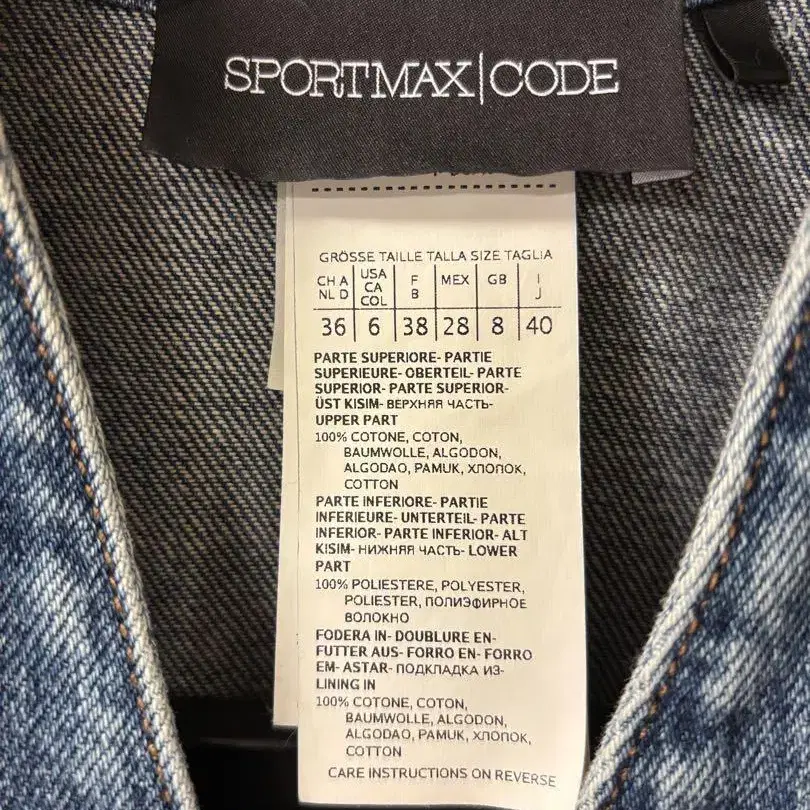 SPORTMAX|CODE
GRÖSSE TAILLE TALLA SIZE TAGLIA
CH A NL D | USA CA COL | F B | MEX | GB | I J
36 | 6 | 38 | 28 | 8 | 40
PARTE SUPERIORE- PARTIE
SUPERIEURE- OBERTEIL- PARTE
SUPERIOR- PARTE SUPERIOR-
ÜST KISIM- ВЕРХНЯЯ ЧАСТЬ-
UPPER PART
100% COTONE, COTON,
BAUMWOLLE, ALGODON,
ALGODAO, PAMUK, ХЛОПОК,
COTTON
PARTE INFERIORE- PARTIE
INFERIEURE- UNTERTEIL- PARTE
INFERIOR- PARTE INFERIOR- ALT
KISIM- НИЖНЯЯ ЧАСТЬ- LOWER
PART
100% POLIESTERE, POLYESTER,
POLIESTER, ПОЛИЭФИРНОЕ
ВОЛОКНО
FODERA IN- DOUBLURE EN-
FUTTER AUS- FORRO EN- FORRO
EM- ASTAR- ПОДКЛАДКА ИЗ-
LINING IN
100% COTONE, COTON,
BAUMWOLLE, ALGODON,
ALGODAO, PAMUK, ХЛОПОК,
COTTON
CARE INSTRUCTIONS ON REVERSE